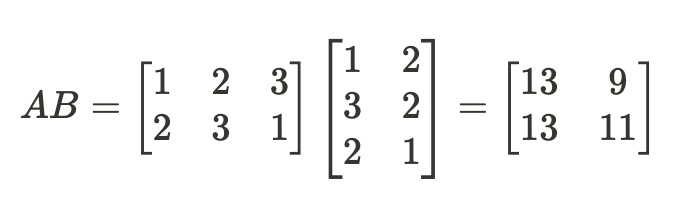 AB = [1 2 3; 2 3 1] [1 2; 3 2; 2 1] = [13 9; 13 11]